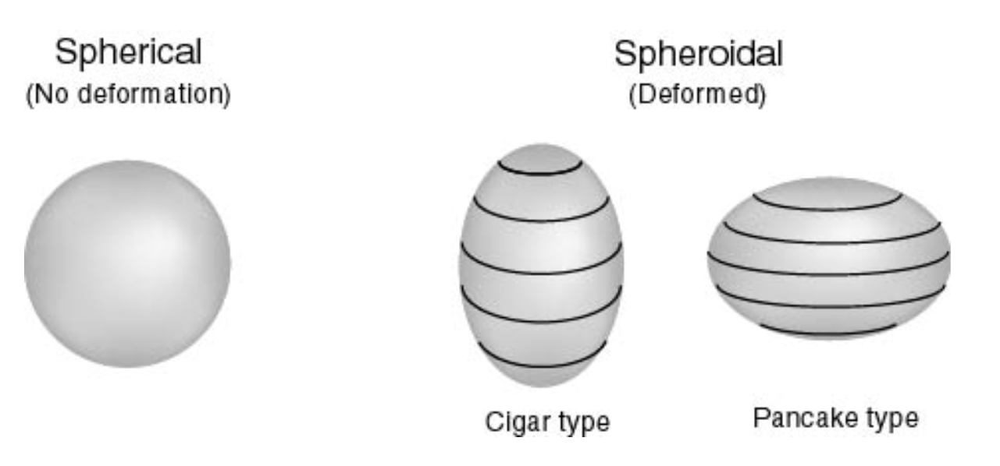 Spherical
(No deformation)
Spheroidal
(Deformed)
Cigar type
Pancake type